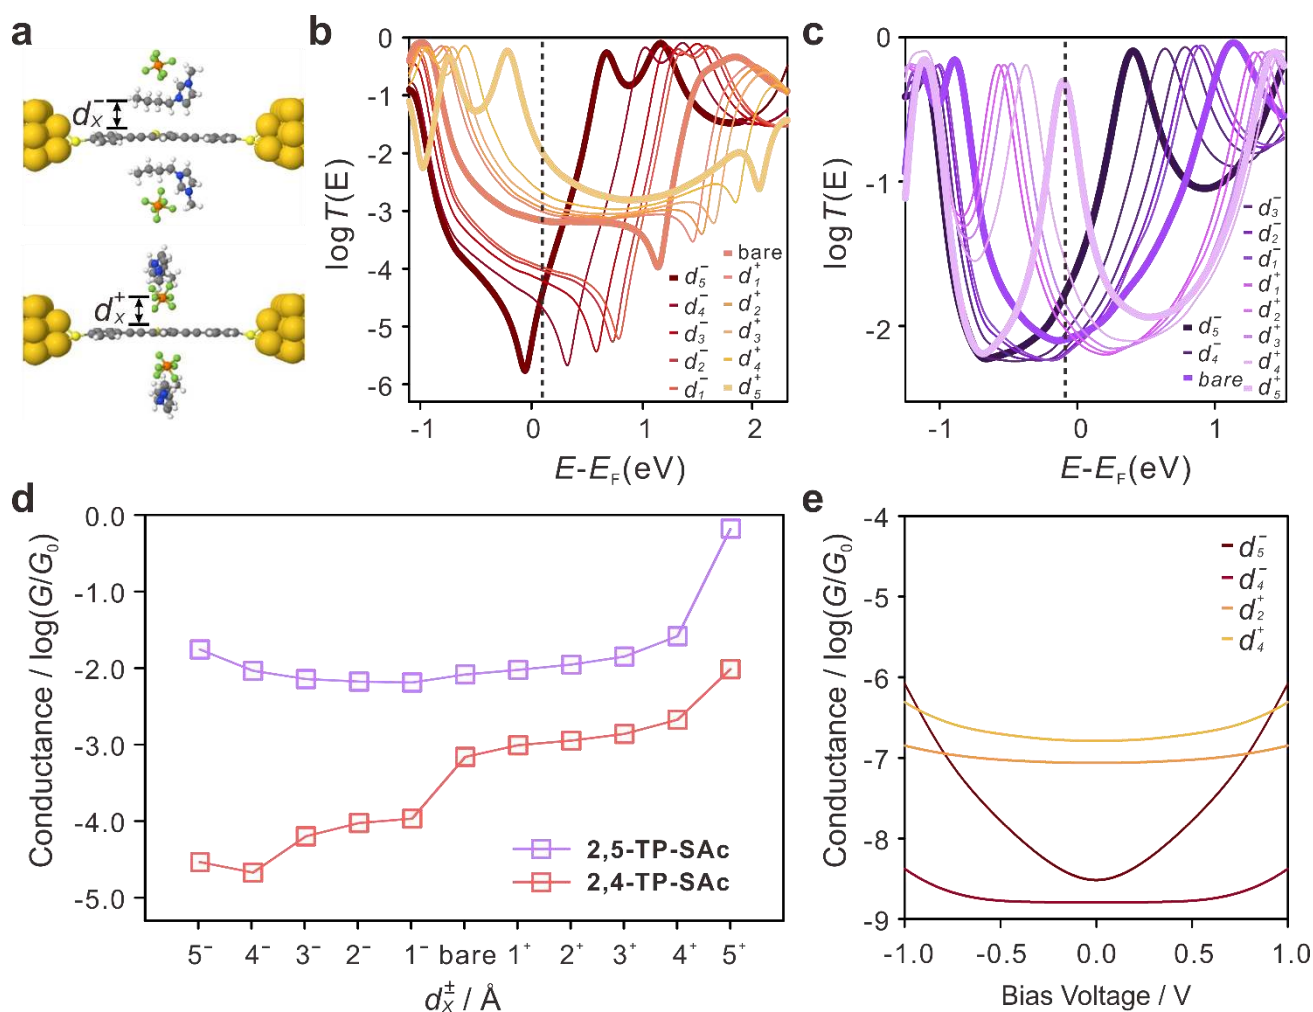 a
d_x^-
d_x^+
b
log T(E)
0
-1
-2
-3
-4
-5
-6
-1
0
1
2
E-E_F(eV)
d_5^-
d_4^-
d_3^-
d_2^-
d_1^-
bare
d_1^+
d_2^+
d_3^+
d_4^+
d_5^+
c
log T(E)
0
-1
-2
-1
0
1
E-E_F(eV)
d_5^-
d_4^-
bare
d_3^-
d_2^-
d_1^-
d_1^+
d_2^+
d_3^+
d_4^+
d_5^+
d
Conductance / log(G/G_0)
0.0
-1.0
-2.0
-3.0
-4.0
-5.0
2,5-TP-SAc
2,4-TP-SAc
5^- 4^- 3^- 2^- 1^- bare 1^+ 2^+ 3^+ 4^+ 5^+
d_x^± / Å
e
Conductance / log(G/G_0)
-4
-5
-6
-7
-8
-9
d_5^-
d_4^-
d_2^+
d_4^+
-1.0 -0.5 0.0 0.5 1.0
Bias Voltage / V